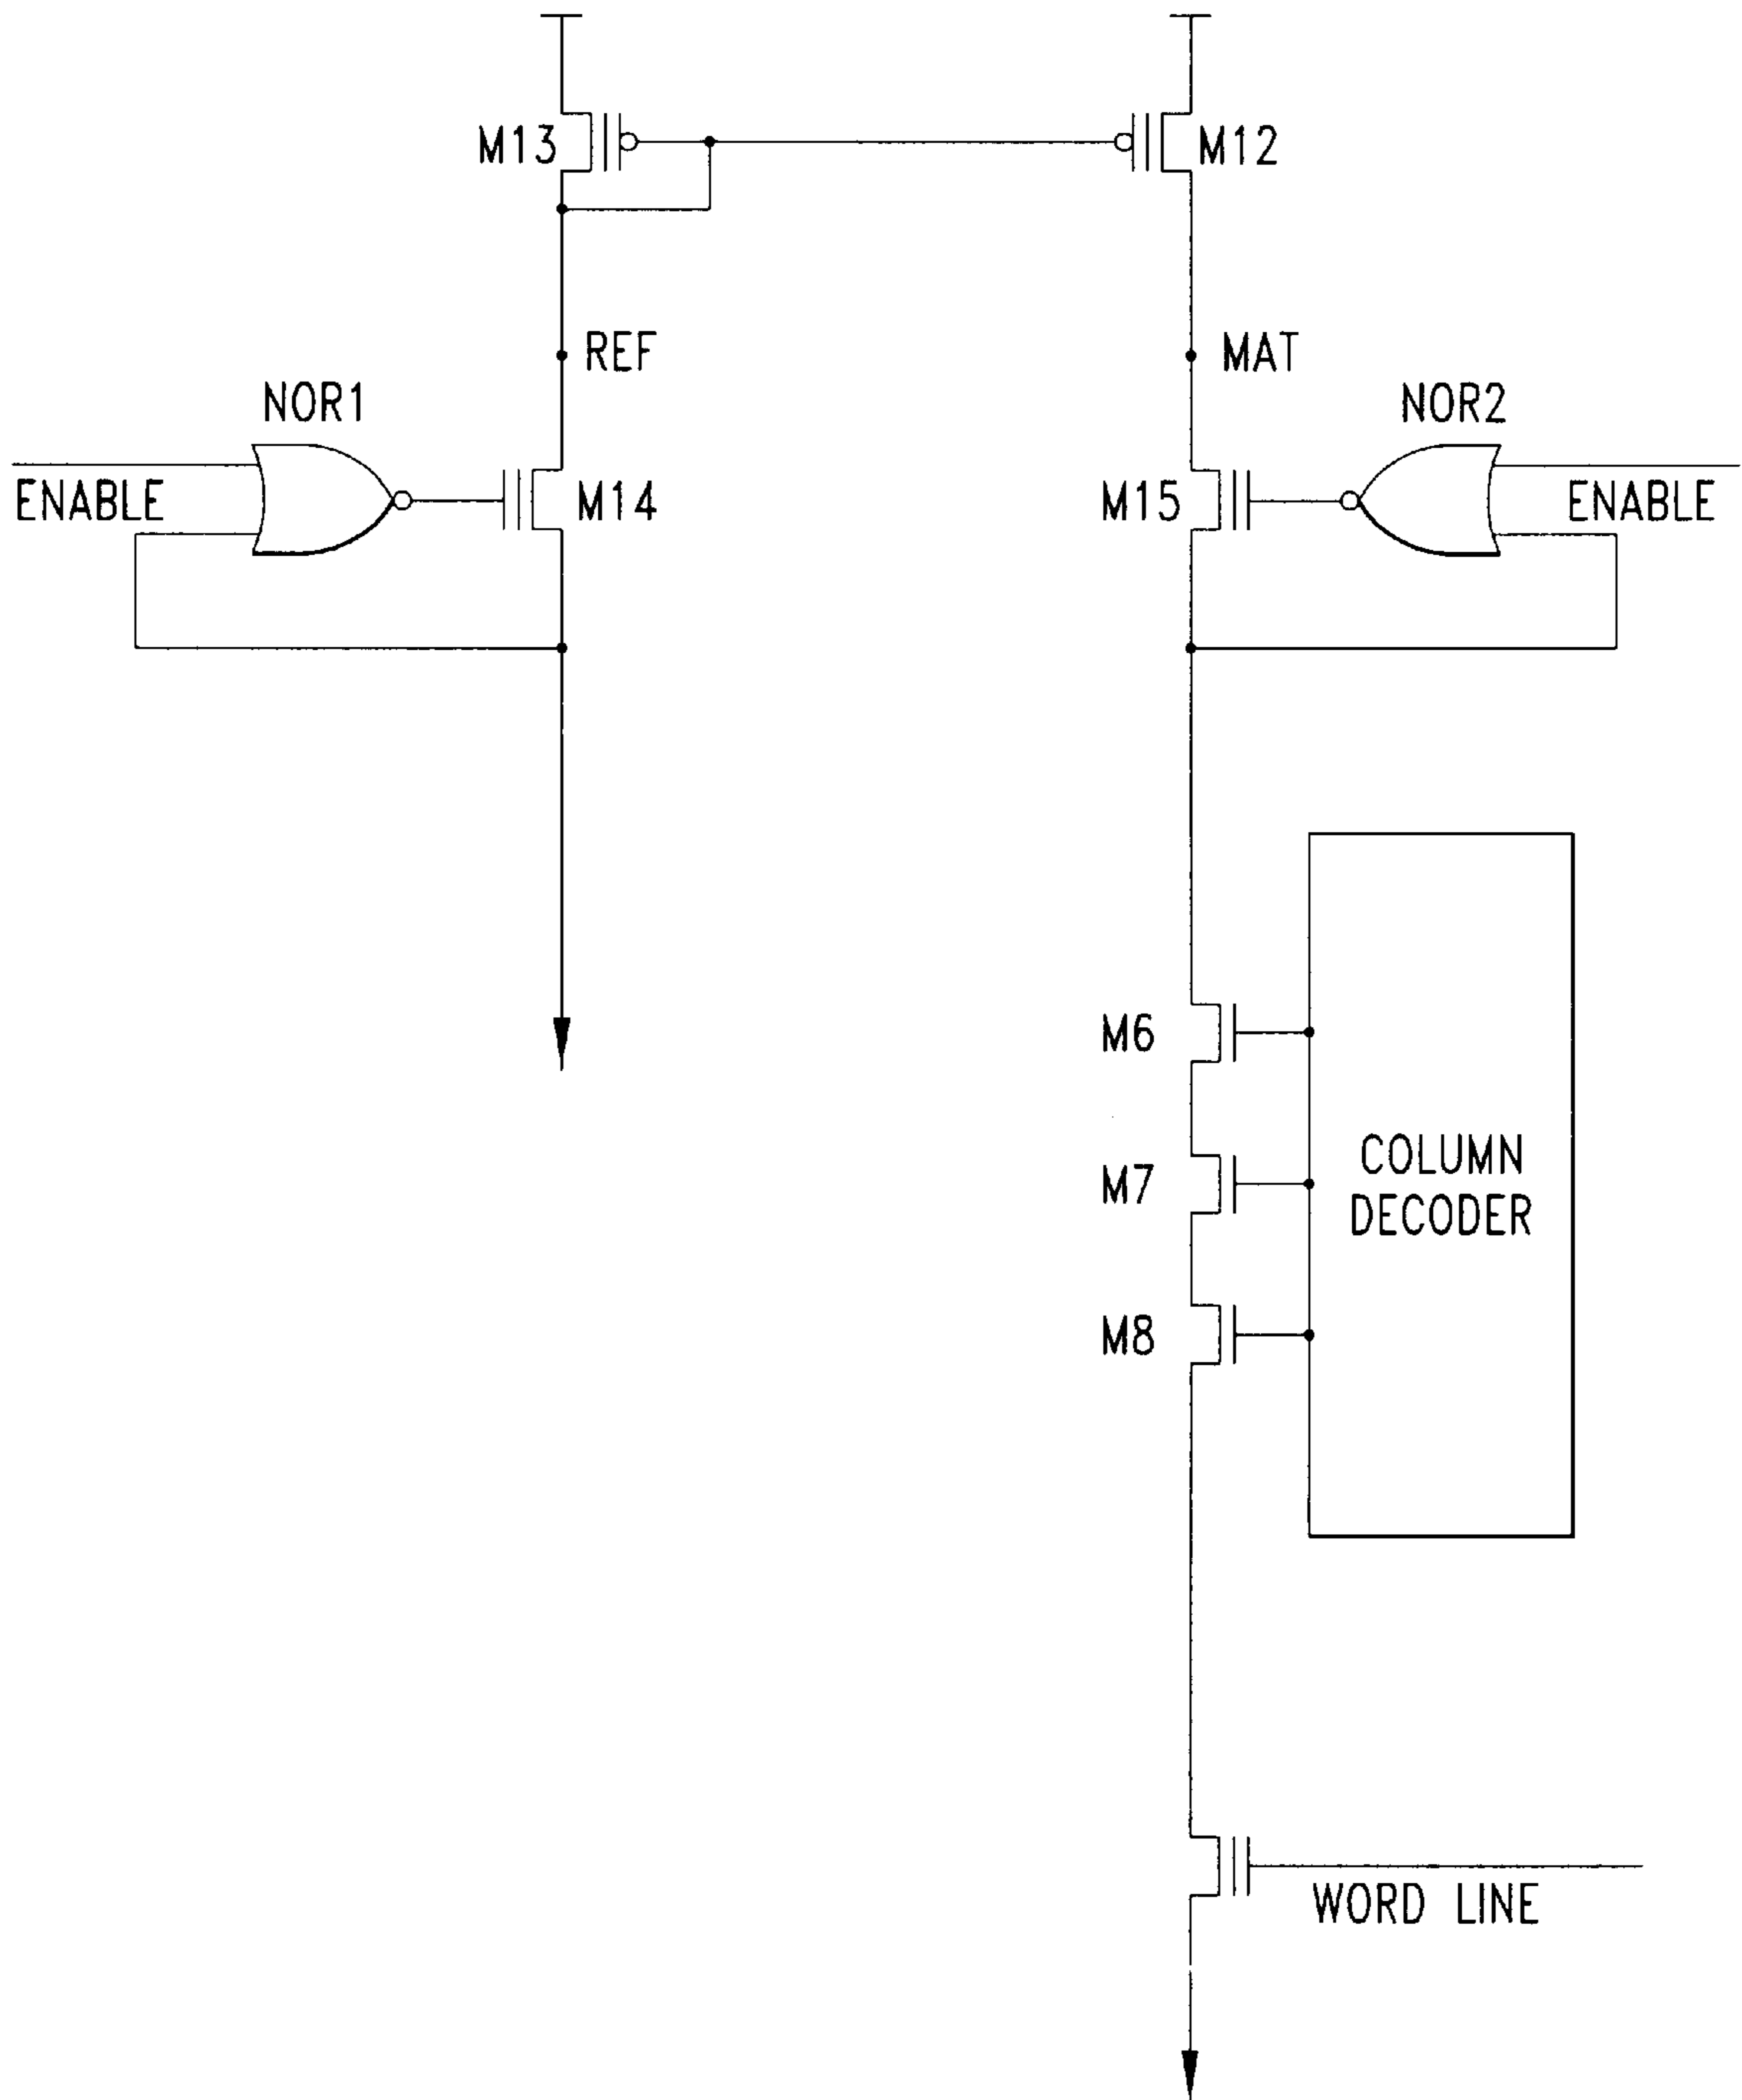 M13
M12
REF
MAT
NOR1
NOR2
ENABLE
M14
M15
ENABLE
M6
M7
COLUMN
DECODER
M8
WORD LINE